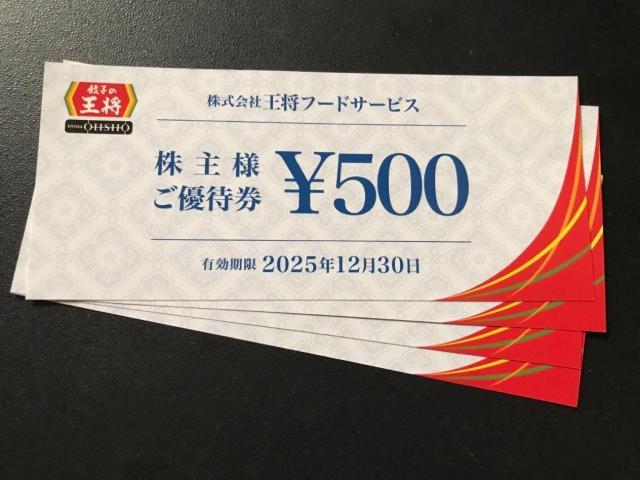 餃子の
王将
GYOZA OHSHO
株式会社 王将フードサービス
株主様
ご優待券
¥500
有効期限 2025年12月30日